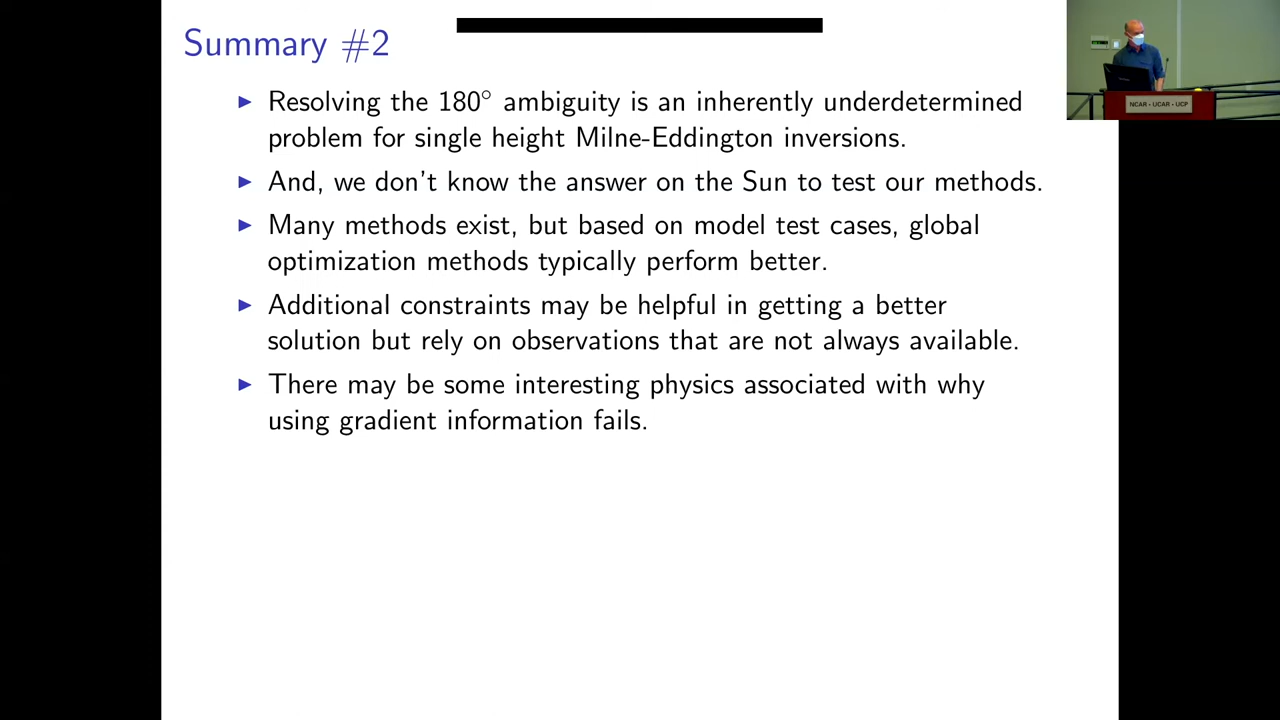 Summary #2
▶ Resolving the 180° ambiguity is an inherently underdetermined
problem for single height Milne-Eddington inversions.
▶ And, we don't know the answer on the Sun to test our methods.
▶ Many methods exist, but based on model test cases, global
optimization methods typically perform better.
▶ Additional constraints may be helpful in getting a better
solution but rely on observations that are not always available.
▶ There may be some interesting physics associated with why
using gradient information fails.
NCAR • UCAR • UCP